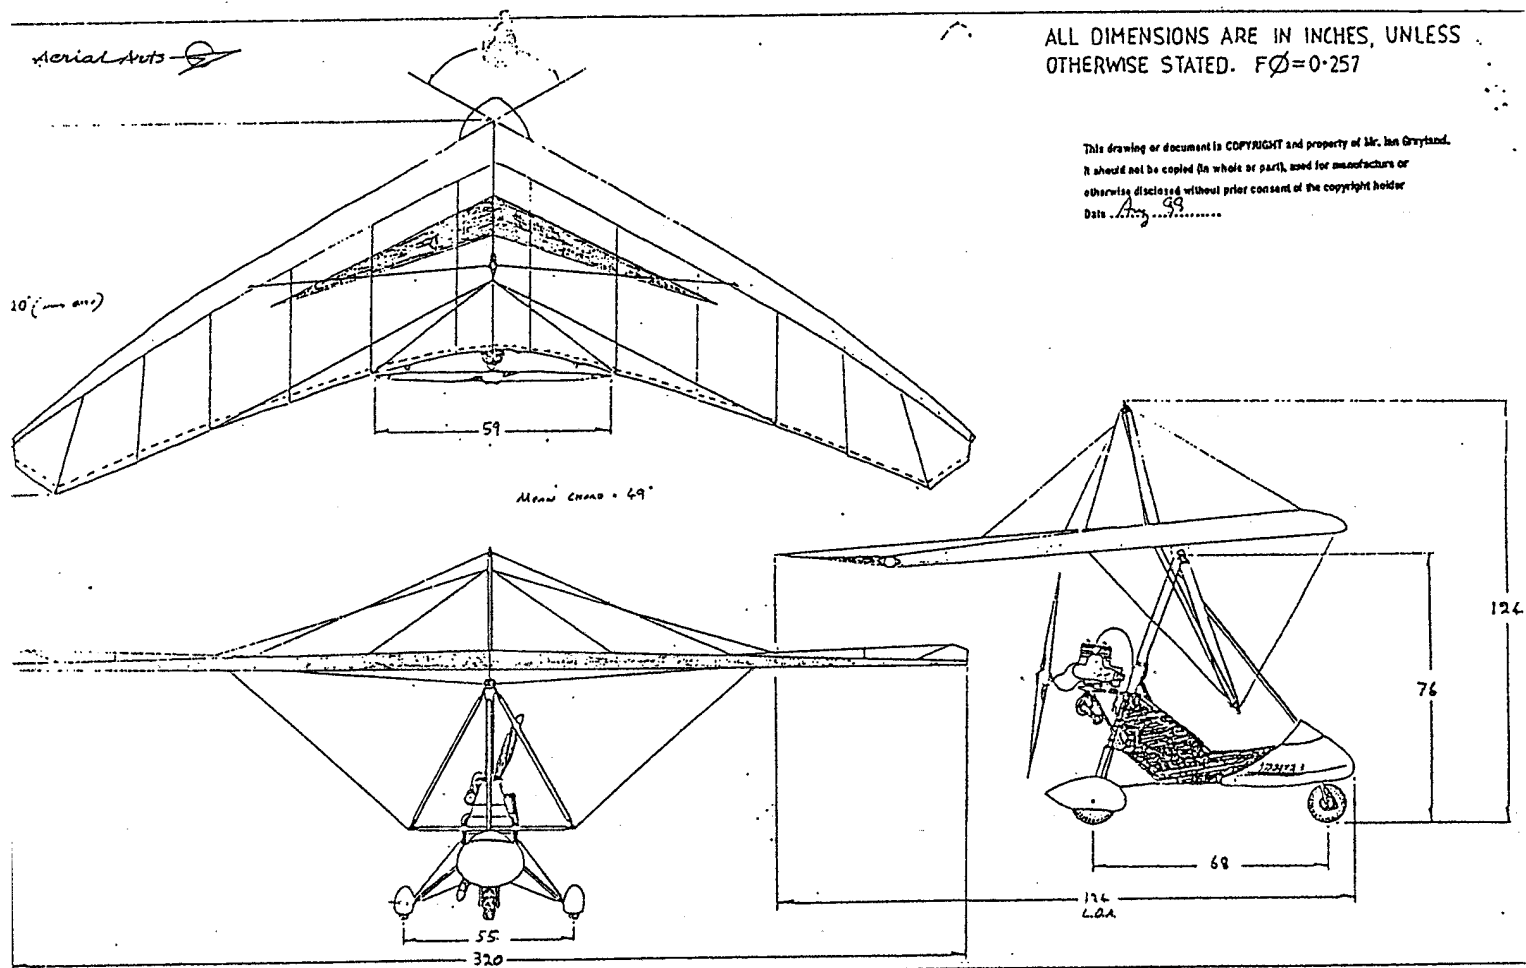 Aerial Arts
ALL DIMENSIONS ARE IN INCHES, UNLESS
OTHERWISE STATED. FØ=0·257
This drawing or document is COPYRIGHT and property of Mr. Ian Grayland.
It should not be copied (in whole or part), used for manufacture or
otherwise disclosed without prior consent of the copyright holder
Date ... Aug 99
59
MEAN CHORD = 49"
126
76
68
L.O.A.
55
320